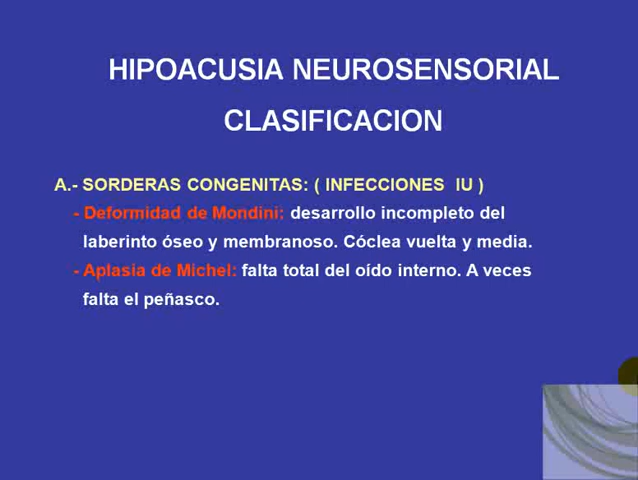 HIPOACUSIA NEUROSENSORIAL
CLASIFICACION
A.- SORDERAS CONGENITAS: ( INFECCIONES IU )
- Deformidad de Mondini: desarrollo incompleto del
laberinto óseo y membranoso. Cóclea vuelta y media.
- Aplasia de Michel: falta total del oído interno. A veces
falta el peñasco.